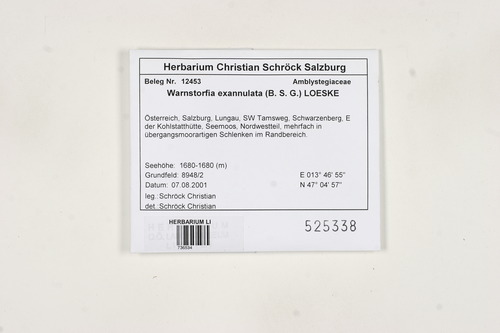 Herbarium Christian Schröck Salzburg
Beleg Nr. 12453 Amblystegiaceae
Warnstorfia exannulata (B. S. G.) LOESKE
Österreich, Salzburg, Lungau, SW Tamsweg, Schwarzenberg, E
der Kohlstatthütte, Seemoos, Nordwestteil, mehrfach in
übergangsmoorartigen Schlenken im Randbereich.
Seehöhe: 1680-1680 (m)
Grundfeld: 8948/2 E 013° 46' 55"
Datum: 07.08.2001 N 47° 04' 57"
leg.:Schröck Christian
det.:Schröck Christian
HERBARIUM LI
736534
525338